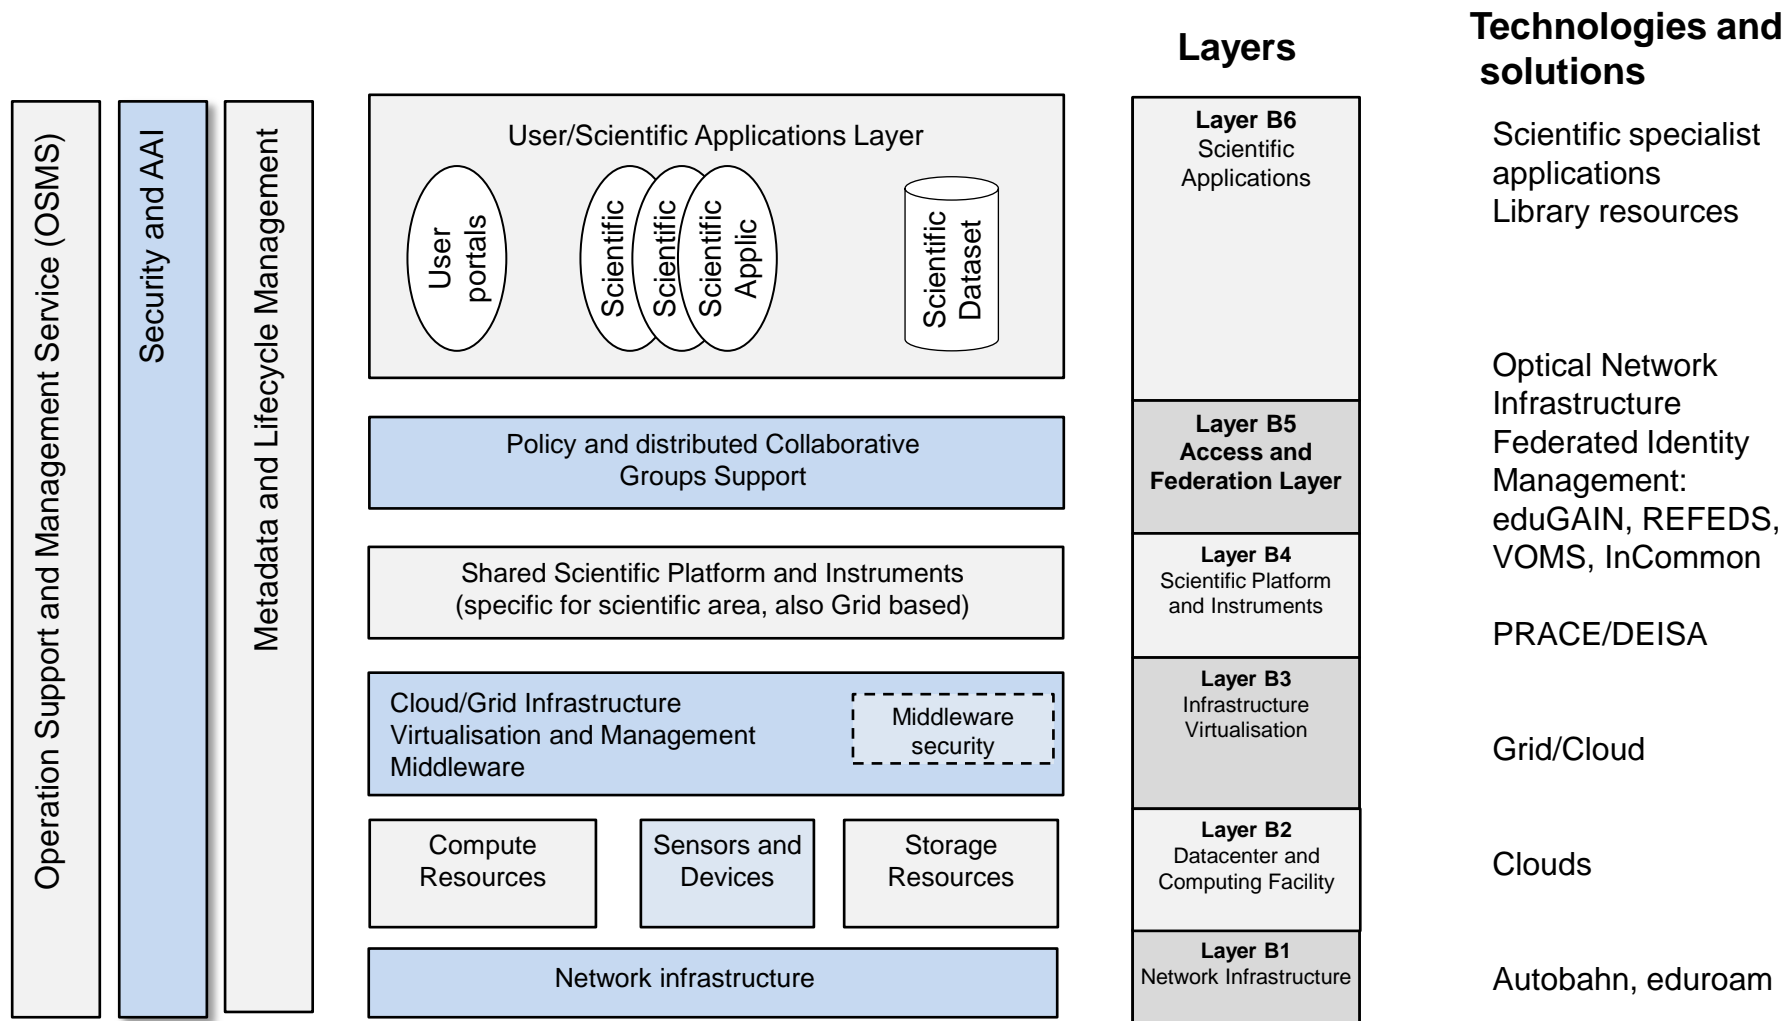 Layers
Technologies and
solutions
Operation Support and Management Service (OSMS)
Security and AAI
Metadata and Lifecycle Management
User/Scientific Applications Layer
User
portals
Scientific
Scientific
Scientific
Applic
Scientific
Dataset
Layer B6
Scientific
Applications
Scientific specialist
applications
Library resources
Policy and distributed Collaborative
Groups Support
Layer B5
Access and
Federation Layer
Optical Network
Infrastructure
Federated Identity
Management:
eduGAIN, REFEDS,
VOMS, InCommon
Shared Scientific Platform and Instruments
(specific for scientific area, also Grid based)
Layer B4
Scientific Platform
and Instruments
PRACE/DEISA
Cloud/Grid Infrastructure
Virtualisation and Management
Middleware
Middleware
security
Layer B3
Infrastructure
Virtualisation
Grid/Cloud
Compute
Resources
Sensors and
Devices
Storage
Resources
Layer B2
Datacenter and
Computing Facility
Clouds
Network infrastructure
Layer B1
Network Infrastructure
Autobahn, eduroam